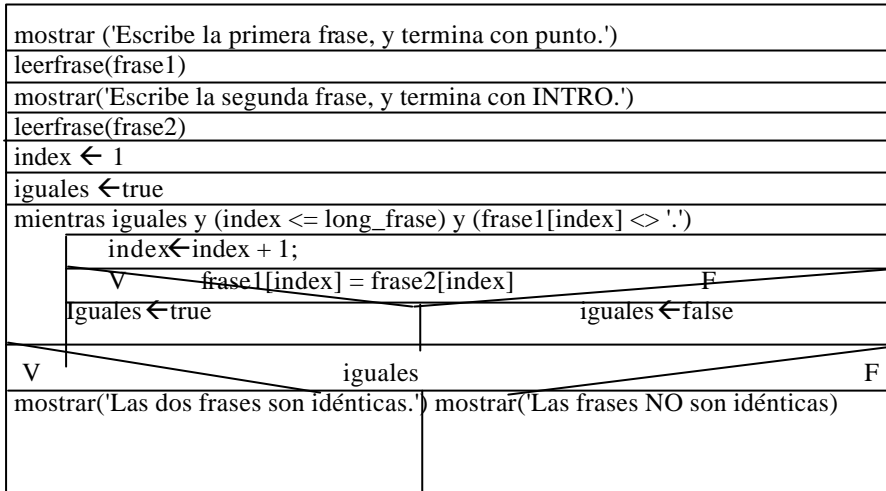 mostrar ('Escribe la primera frase, y termina con punto.')
leerfrase(frase1)
mostrar('Escribe la segunda frase, y termina con INTRO.')
leerfrase(frase2)
index ← 1
iguales ←true
mientras iguales y (index <= long_frase) y (frase1[index] <> '.')
index←index + 1;
V frase1[index] = frase2[index] F
Iguales ←true iguales ←false
V iguales F
mostrar('Las dos frases son idénticas.') mostrar('Las frases NO son idénticas)